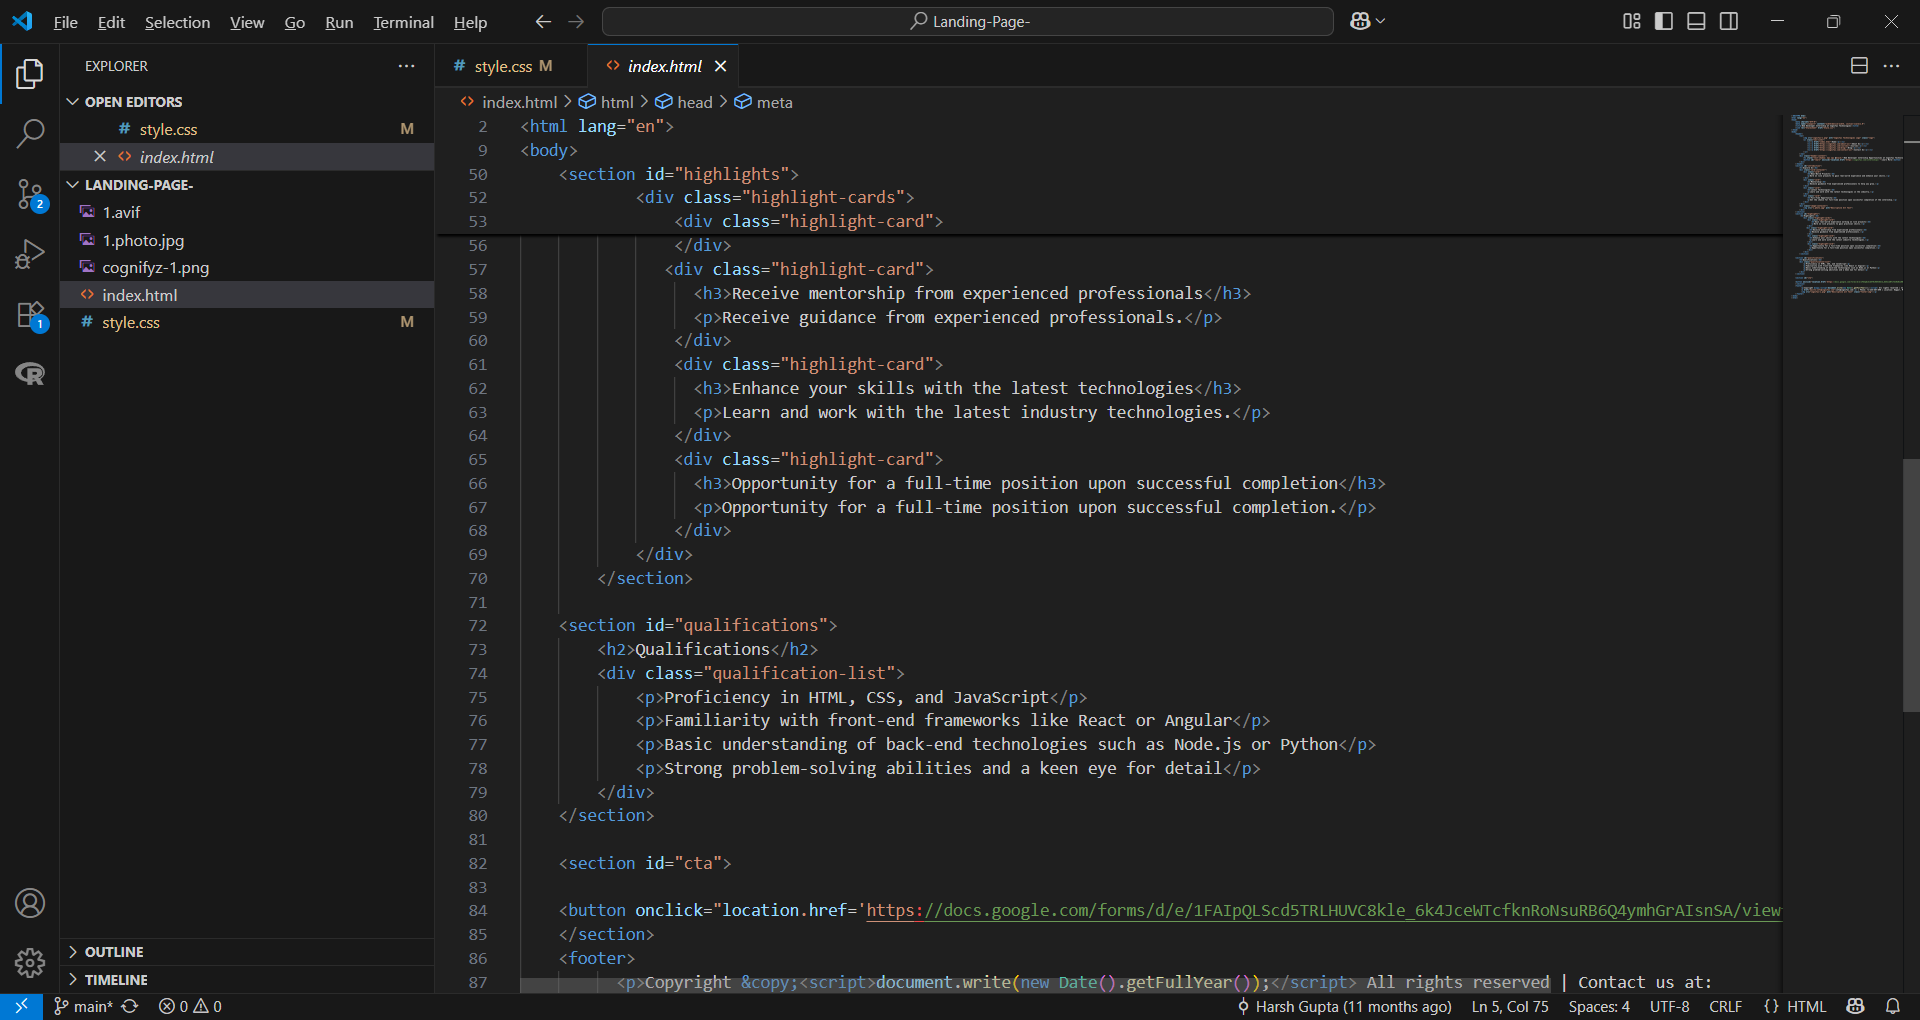 File Edit Selection View Go Run Terminal Help
Landing-Page-
EXPLORER
OPEN EDITORS
# style.css M
index.html
LANDING-PAGE-
1.avif
1.photo.jpg
cognifyz-1.png
index.html
# style.css M
OUTLINE
TIMELINE
# style.css M
index.html
index.html > html > head > meta
2 <html lang="en">
9 <body>
50 <section id="highlights">
52 <div class="highlight-cards">
53 <div class="highlight-card">
56 </div>
57 <div class="highlight-card">
58 <h3>Receive mentorship from experienced professionals</h3>
59 <p>Receive guidance from experienced professionals.</p>
60 </div>
61 <div class="highlight-card">
62 <h3>Enhance your skills with the latest technologies</h3>
63 <p>Learn and work with the latest industry technologies.</p>
64 </div>
65 <div class="highlight-card">
66 <h3>Opportunity for a full-time position upon successful completion</h3>
67 <p>Opportunity for a full-time position upon successful completion.</p>
68 </div>
69 </div>
70 </section>
71
72 <section id="qualifications">
73 <h2>Qualifications</h2>
74 <div class="qualification-list">
75 <p>Proficiency in HTML, CSS, and JavaScript</p>
76 <p>Familiarity with front-end frameworks like React or Angular</p>
77 <p>Basic understanding of back-end technologies such as Node.js or Python</p>
78 <p>Strong problem-solving abilities and a keen eye for detail</p>
79 </div>
80 </section>
81
82 <section id="cta">
83
84 <button onclick="location.href='https://docs.google.com/forms/d/e/1FAIpQLScd5TRLHUVC8kle_6k4JceWTcfknRoNsuRB6Q4ymhGrAIsnSA/view
85 </section>
86 <footer>
87 <p>Copyright &copy;<script>document.write(new Date().getFullYear());</script> All rights reserved | Contact us at:
2
1
main* 0 0 Harsh Gupta (11 months ago) Ln 5, Col 75 Spaces: 4 UTF-8 CRLF {} HTML